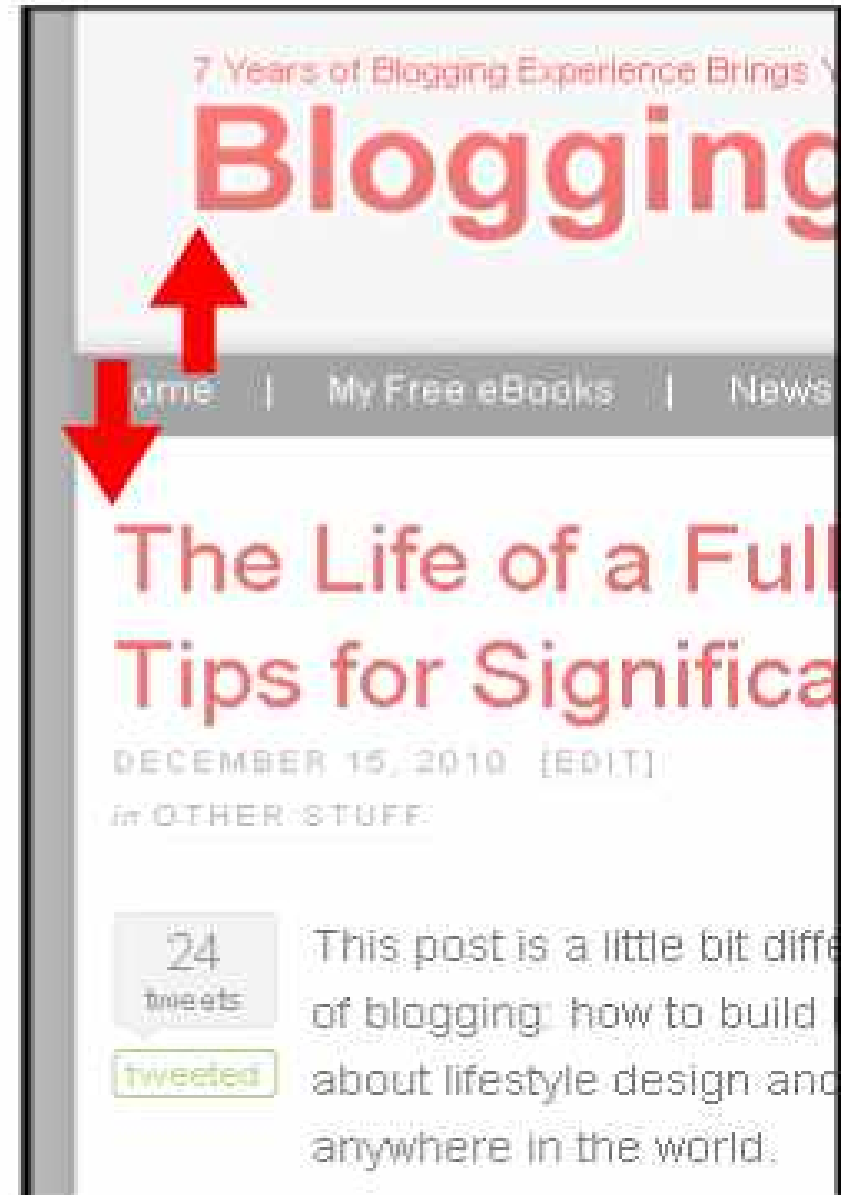 7 Years of Blogging Experience Brings
Blogging
ome | My Free eBooks | News
The Life of a Full
Tips for Significa
DECEMBER 15, 2010 [EDIT]
in OTHER STUFF
24
tweets
tweeted
This post is a little bit diffe
of blogging: how to build
about lifestyle design and
anywhere in the world.